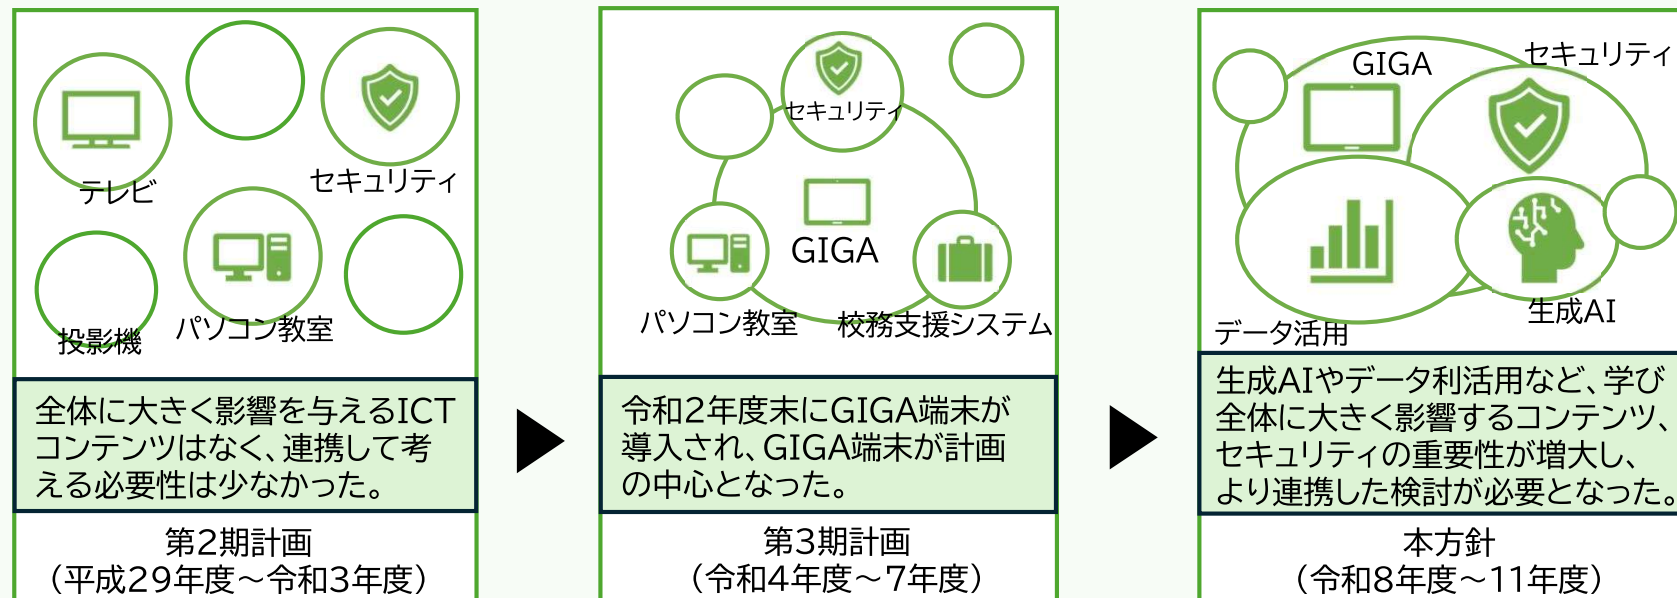 テレビ
セキュリティ
投影機
パソコン教室
全体に大きく影響を与えるICT
コンテンツはなく、連携して考
える必要性は少なかった。
第2期計画
（平成29年度～令和3年度）
セキュリティ
GIGA
パソコン教室
校務支援システム
令和2年度末にGIGA端末が
導入され、GIGA端末が計画
の中心となった。
第3期計画
（令和4年度～7年度）
GIGA
セキュリティ
生成AI
データ活用
生成AIやデータ利活用など、学び
全体に大きく影響するコンテンツ、
セキュリティの重要性が増大し、
より連携した検討が必要となった。
本方針
（令和8年度～11年度）